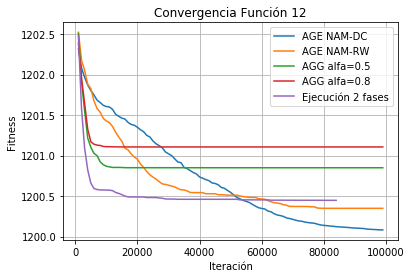 Convergencia Función 12
Fitness
1202.5
1202.0
1201.5
1201.0
1200.5
1200.0
AGE NAM-DC
AGE NAM-RW
AGG alfa=0.5
AGG alfa=0.8
Ejecución 2 fases
0 20000 40000 60000 80000 100000
Iteración